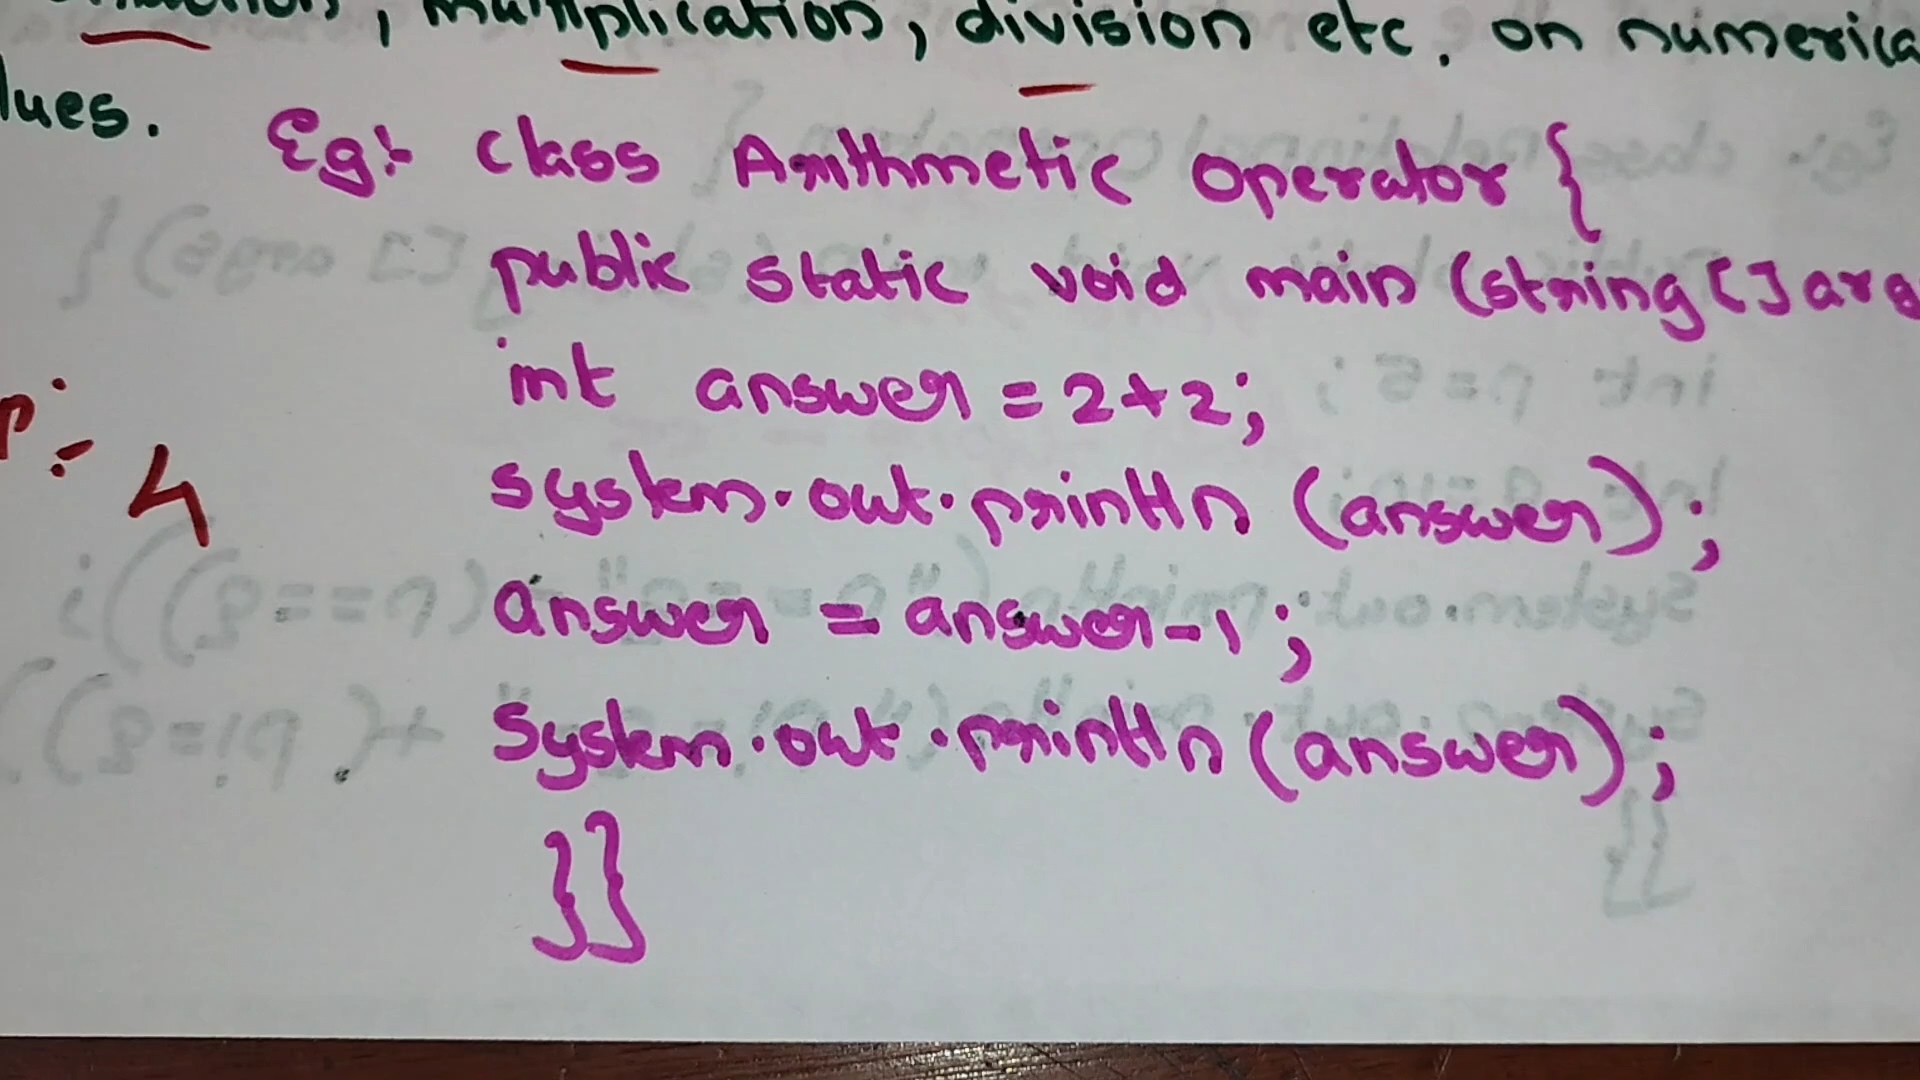 , multiplication, division etc. on numerica
lues.
Eg:- class Arithmetic operator {
public static void main (string [] arg
int answer = 2+2;
P:- 4
system.out.println (answer);
answer = answer-1;
System.out.println (answer);
}}